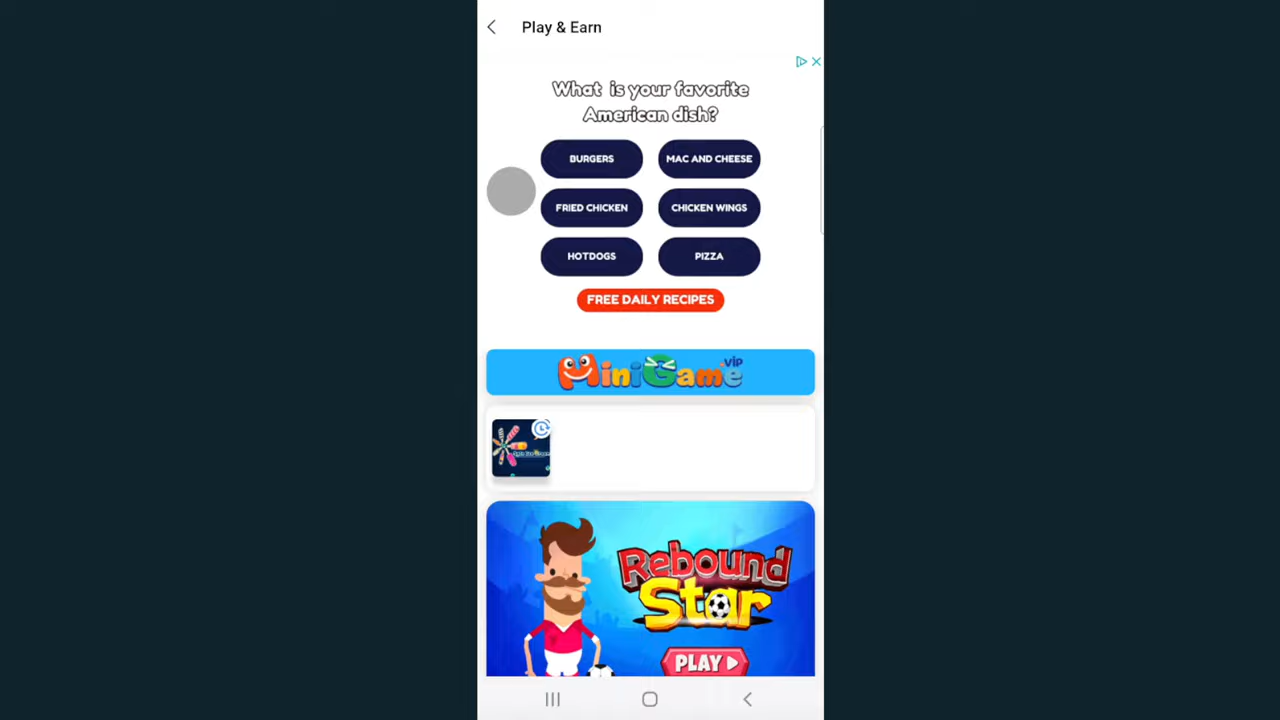 Play & Earn
What is your favorite
American dish?
BURGERS
MAC AND CHEESE
FRIED CHICKEN
CHICKEN WINGS
HOTDOGS
PIZZA
FREE DAILY RECIPES
MiniGame.vip
Rebound
Star
PLAY